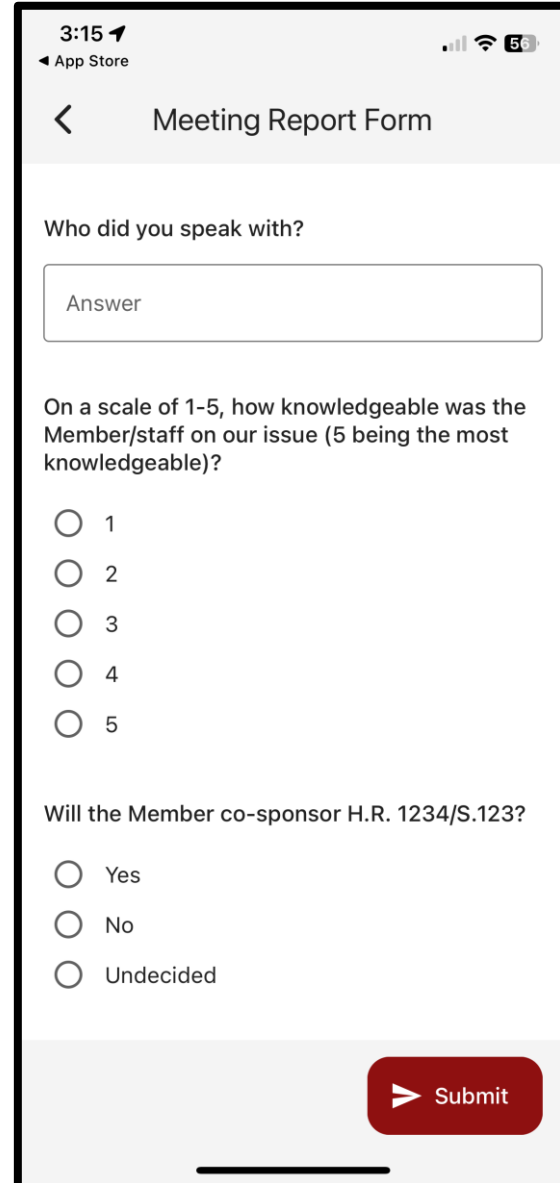 3:15
56
◀ App Store
Meeting Report Form
Who did you speak with?
Answer
On a scale of 1-5, how knowledgeable was the
Member/staff on our issue (5 being the most
knowledgeable)?
1
2
3
4
5
Will the Member co-sponsor H.R. 1234/S.123?
Yes
No
Undecided
Submit